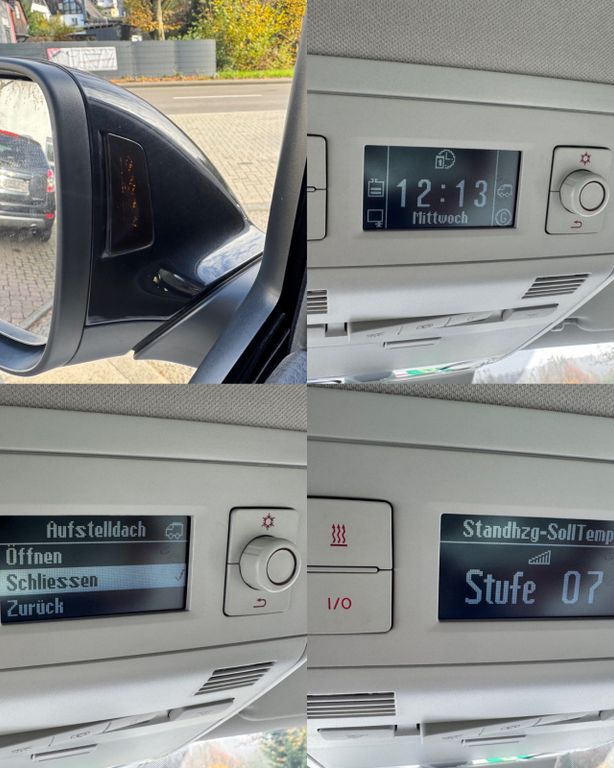 12:13
Mittwoch
G
Aufstelldach
Öffnen
Schliessen
Zurück
Standhzg-SollTemp
I/O
Stufe 07